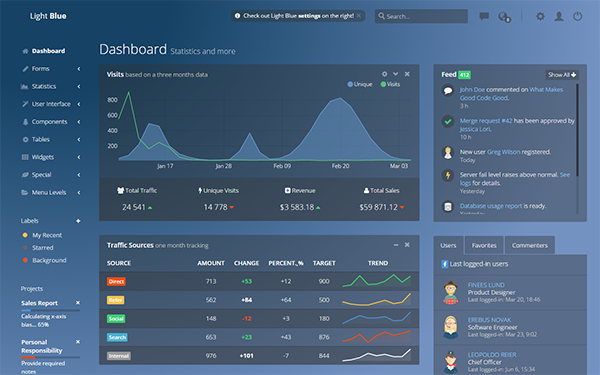 Light Blue
Check out Light Blue settings on the right! ×
Search...
Dashboard
Forms
Statistics
User Interface
Components
Tables
Widgets
Special
Menu Levels
Labels +
My Recent
Starred
Background
Projects
Sales Report ×
Calculating x-axis
bias... 65%
Personal ×
Responsibility
Provide required
notes
Dashboard Statistics and more
Visits based on a three months data
Unique Visits
800
600
400
200
Jan 17 Jan 28 Feb 09 Feb 20 Mar 03
Total Traffic Unique Visits Revenue Total Sales
24 541 14 778 $3 583.18 $59 871.12
Traffic Sources one month tracking
SOURCE AMOUNT CHANGE PERCENT.,% TARGET TREND
Direct 713 +53 +12 900
Refer 562 +84 +64 500
Social 148 -12 +3 180
Search 653 +23 +43 876
Internal 976 +101 -7 844
Feed 412 Show All
John Doe commented on What Makes
Good Code Good.
3 h
Merge request #42 has been approved by
Jessica Lori.
10 h
New user Greg Wilson registered.
Today
Server fail level raises above normal. See
logs for details.
Yesterday
Database usage report is ready.
Yesterday
Users Favorites Commenters
Last logged-in users
FINEES LUND
Product Designer
Last logged-in: Mar 20, 18:46
EREBUS NOVAK
Software Engineer
Last logged-in: Mar 23, 9:02
LEOPOLDO REIER
Chief Officer
Last logged-in: Jun 6, 15:34